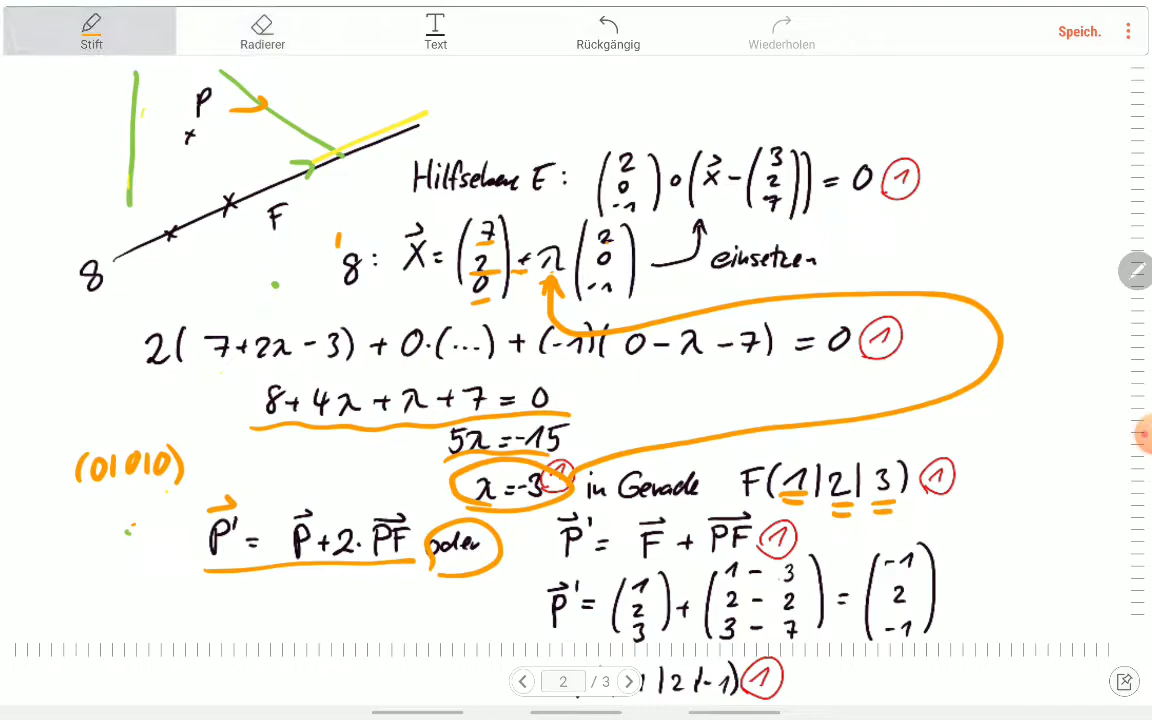 Stift Radierer Text Rückgängig Wiederholen Speich.
P
F
g
Hilfsebene E: (2 0 -1) ∘ (x⃗ - (3 2 7)) = 0 ①
g: X⃗ = (7 2 0) + λ (2 0 -1) einsetzen
2( 7+2λ-3) + 0·(...) + (-1)( 0-λ-7) = 0 ①
8+4λ+λ+7=0
5λ=-15
(0|0|0)
λ=-3 ① in Gerade F(1|2|3) ①
P⃗' = P⃗+2·PF⃗ oder P⃗' = F⃗ + PF⃗ ①
P⃗' = (1 2 3) + (1-3 2-2 3-7) = (-1 2 -1)
|2|-1) ①
2 / 3